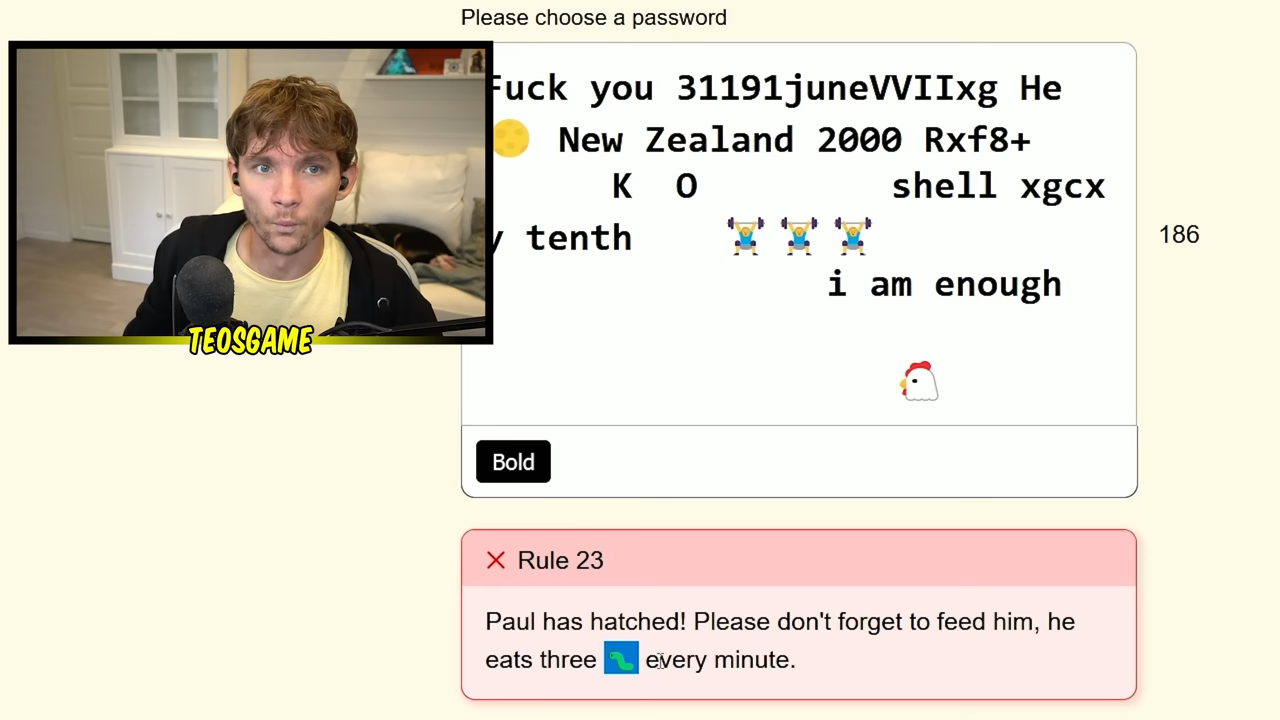 Please choose a password
Fuck you 31191juneVVIIxg He
🌕 New Zealand 2000 Rxf8+
K O shell xgcx
y tenth 🏋️‍♂️🏋️‍♂️🏋️‍♂️
186
i am enough
🐔
TEOSGAME
Bold
Rule 23
Paul has hatched! Please don't forget to feed him, he
eats three 🐛 every minute.